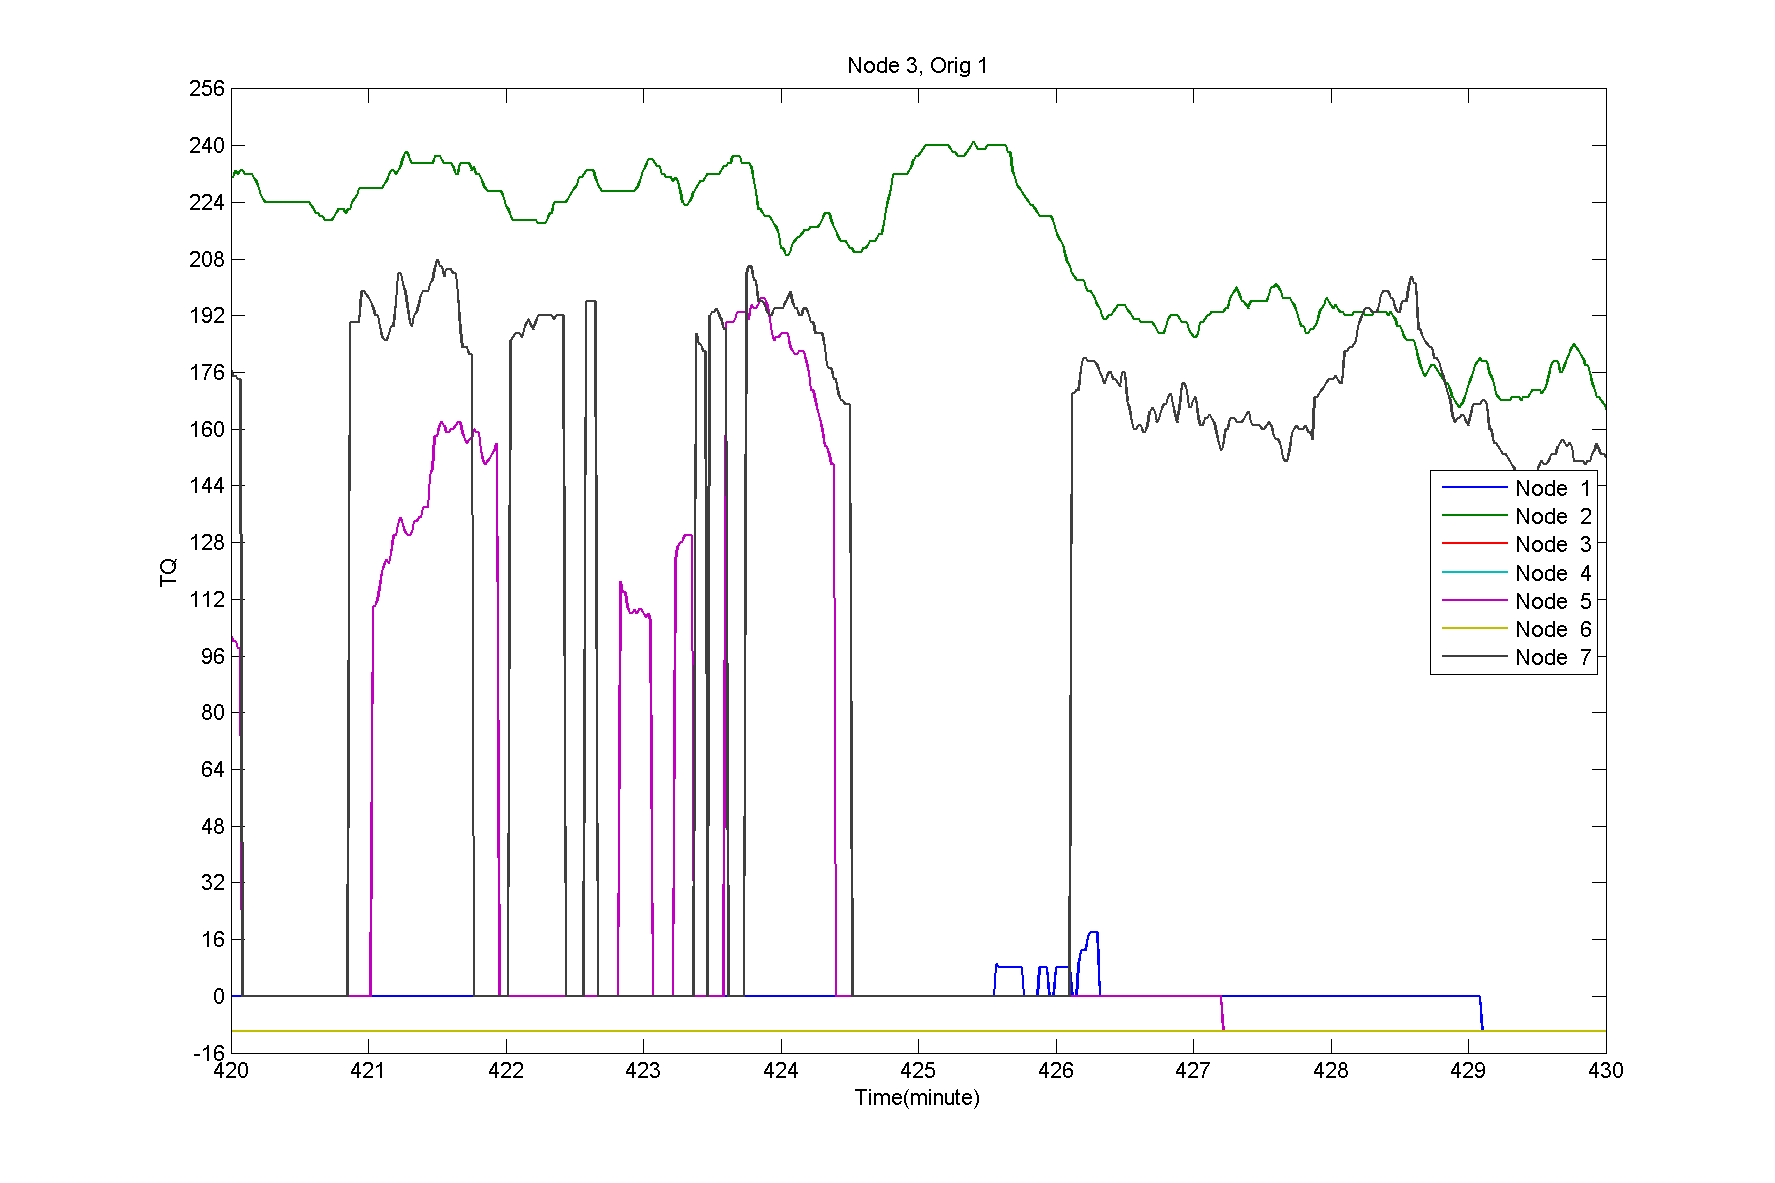 Node 3, Orig 1
256
240
224
208
192
176
160
144
128
112
96
80
64
48
32
16
0
-16
TQ
Node 1
Node 2
Node 3
Node 4
Node 5
Node 6
Node 7
420 421 422 423 424 425 426 427 428 429 430
Time(minute)